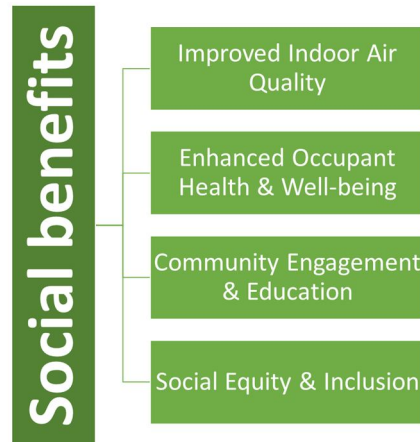 Social benefits
Improved Indoor Air
Quality
Enhanced Occupant
Health & Well-being
Community Engagement
& Education
Social Equity & Inclusion